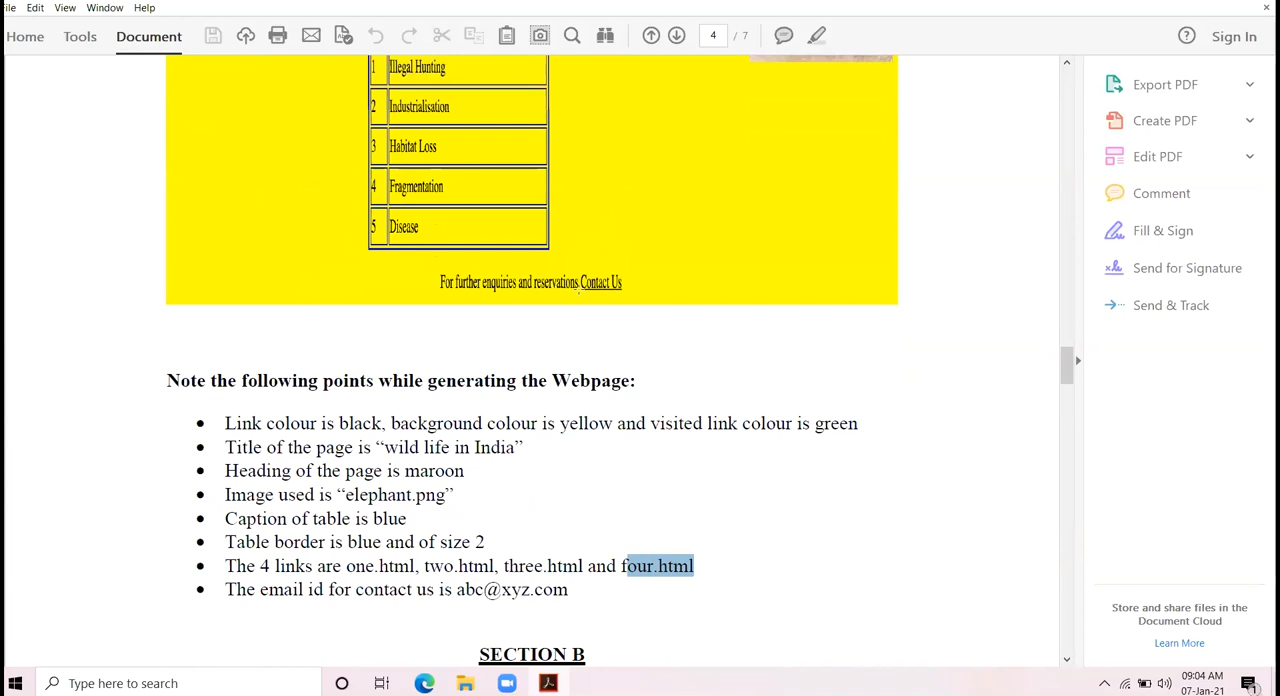 ile Edit View Window Help
Home Tools Document 4 / 7 Sign In
1 Illegal Hunting
2 Industrialisation
3 Habitat Loss
4 Fragmentation
5 Disease
For further enquiries and reservations,Contact Us
Note the following points while generating the Webpage:
• Link colour is black, background colour is yellow and visited link colour is green
• Title of the page is “wild life in India”
• Heading of the page is maroon
• Image used is “elephant.png”
• Caption of table is blue
• Table border is blue and of size 2
• The 4 links are one.html, two.html, three.html and four.html
• The email id for contact us is abc@xyz.com
SECTION B
Export PDF
Create PDF
Edit PDF
Comment
Fill & Sign
Send for Signature
Send & Track
Store and share files in the
Document Cloud
Learn More
Type here to search
09:04 AM
07-Jan-21